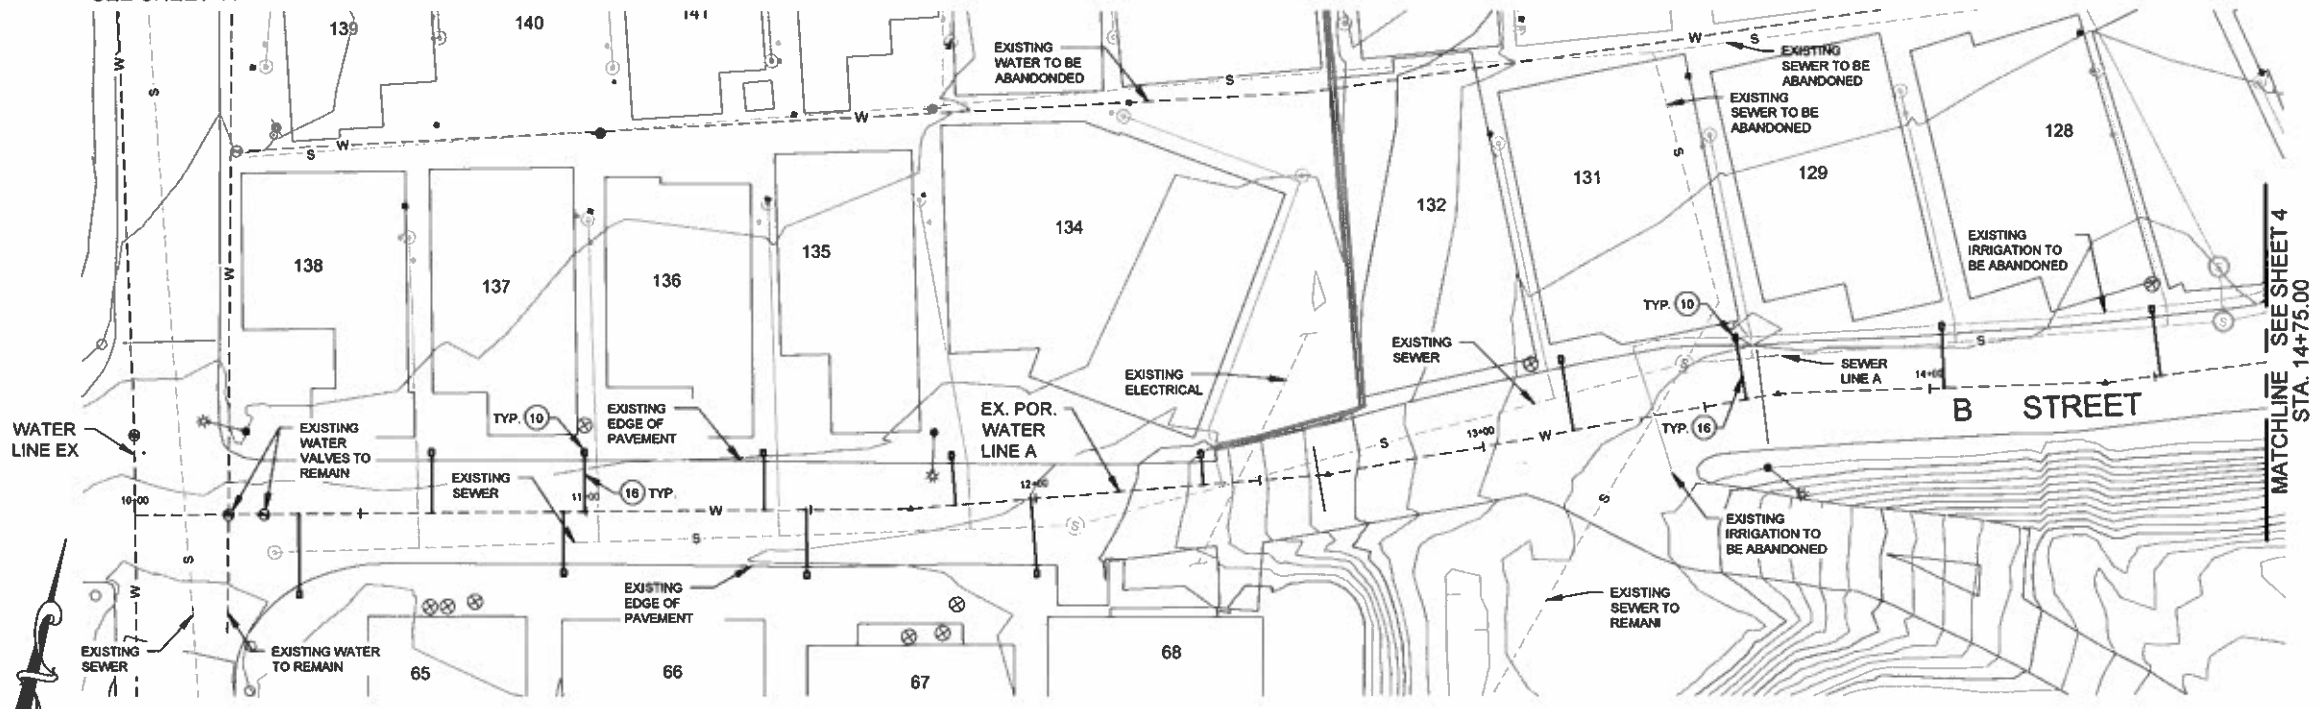 139
140
141
EXISTING
WATER TO BE
ABANDONDED
W
S
EXISTING
SEWER TO BE
ABANDONED
EXISTING
SEWER TO BE
ABANDONED
W
S
W
S
W
S
W
S
128
131
129
132
134
135
138
137
136
W
EXISTING
IRRIGATION TO
BE ABANDONED
MATCHLINE SEE SHEET 4
STA. 14+75.00
TYP. 10
EXISTING
SEWER
S
SEWER
LINE A
S
14+00
EXISTING
ELECTRICAL
WATER
LINE EX
EXISTING
WATER
VALVES TO
REMAIN
TYP. 10
EXISTING
EDGE OF
PAVEMENT
EX. POR.
WATER
LINE A
B STREET
TYP. 16
13+00
W
S
EXISTING
SEWER
16 TYP.
12+00
10+00
11+00
W
S
S
S
EXISTING
IRRIGATION TO
BE ABANDONED
EXISTING
EDGE OF
PAVEMENT
EXISTING
SEWER TO
REMANI
W
S
EXISTING
SEWER
EXISTING WATER
TO REMAIN
65
66
67
68